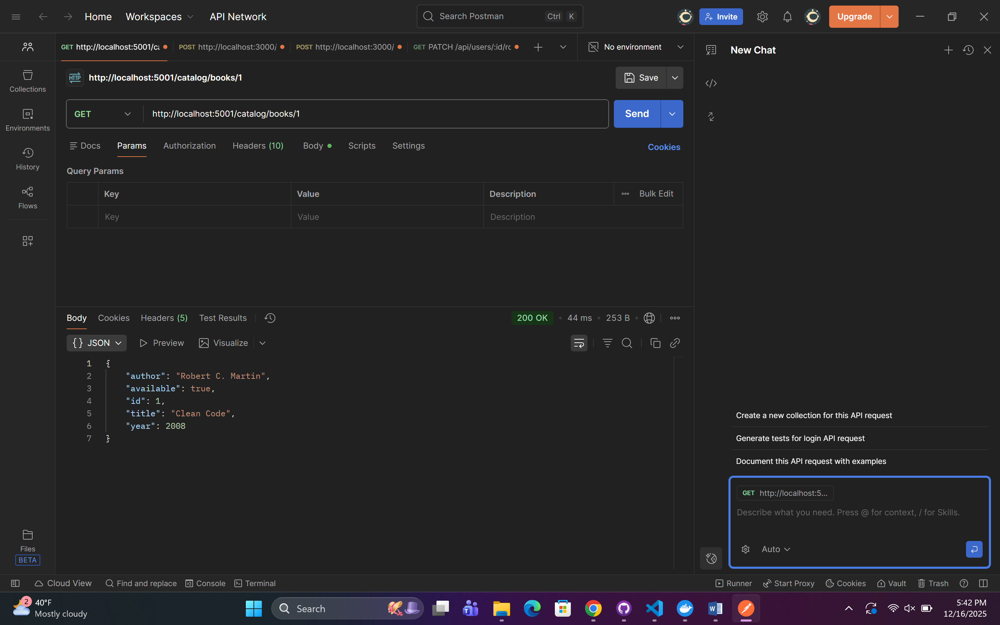 Home Workspaces API Network Search Postman Ctrl K Invite Upgrade
GET http://localhost:5001/ca POST http://localhost:3000/ POST http://localhost:3000/ GET PATCH /api/users/:id/ro No environment New Chat
HTTP http://localhost:5001/catalog/books/1 Save
Collections
GET http://localhost:5001/catalog/books/1 Send
Environments
Docs Params Authorization Headers (10) Body Scripts Settings Cookies
History
Query Params
Key Value Description Bulk Edit
Flows
Key Value Description
Body Cookies Headers (5) Test Results 200 OK 44 ms 253 B
{} JSON Preview Visualize
1 {
2 "author": "Robert C. Martin",
3 "available": true,
4 "id": 1,
5 "title": "Clean Code",
6 "year": 2008
7 }
Create a new collection for this API request
Generate tests for login API request
Document this API request with examples
GET http://localhost:5...
Describe what you need. Press @ for context, / for Skills.
Auto
Files
BETA
Cloud View Find and replace Console Terminal Runner Start Proxy Cookies Vault Trash
2 40°F
Mostly cloudy
Search
5:42 PM
12/16/2025